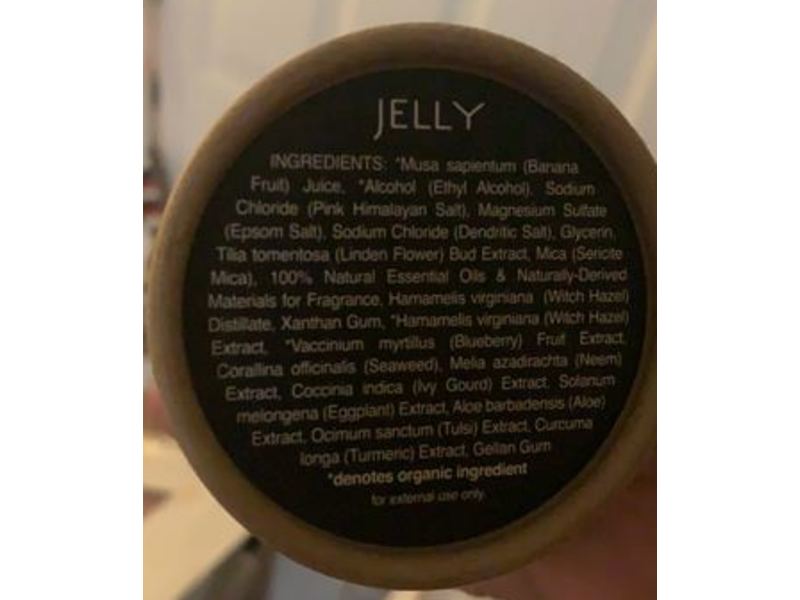 JELLY
INGREDIENTS: *Musa sapientum (Banana
Fruit) Juice, *Alcohol (Ethyl Alcohol), Sodium
Chloride (Pink Himalayan Salt), Magnesium Sulfate
(Epsom Salt), Sodium Chloride (Dendritic Salt), Glycerin,
Tilia tomentosa (Linden Flower) Bud Extract, Mica (Sericite
Mica), 100% Natural Essential Oils & Naturally-Derived
Materials for Fragrance, Hamamelis virginiana (Witch Hazel)
Distillate, Xanthan Gum, *Hamamelis virginiana (Witch Hazel)
Extract, *Vaccinium myrtillus (Blueberry) Fruit Extract,
Corallina officinalis (Seaweed), Melia azadirachta (Neem)
Extract, Coccinia indica (Ivy Gourd) Extract, Solanum
melongena (Eggplant) Extract, Aloe barbadensis (Aloe)
Extract, Ocimum sanctum (Tulsi) Extract, Curcuma
longa (Turmeric) Extract, Gellan Gum
*denotes organic ingredient
for external use only.